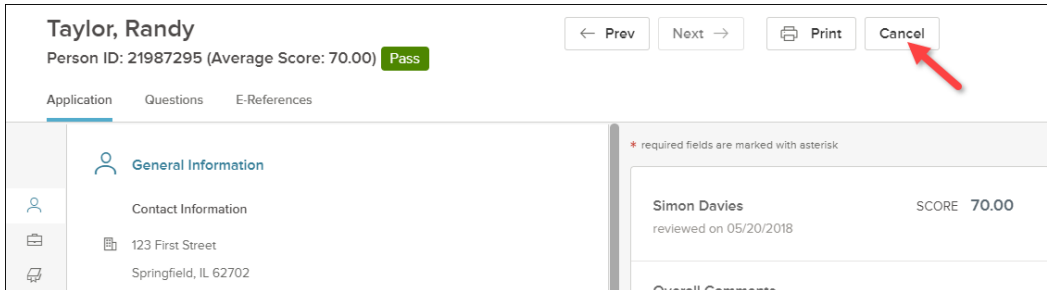 Taylor, Randy
Person ID: 21987295 (Average Score: 70.00) Pass
← Prev
Next →
Print
Cancel
Application
Questions
E-References
General Information
Contact Information
123 First Street
Springfield, IL 62702
* required fields are marked with asterisk
Simon Davies
SCORE 70.00
reviewed on 05/20/2018
Overall Comments